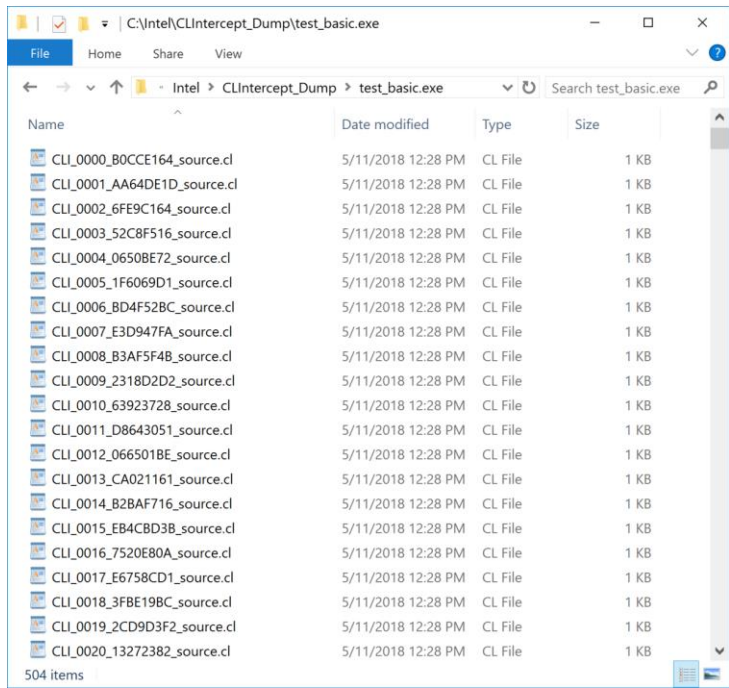 C:\Intel\CLIntercept_Dump\test_basic.exe
File Home Share View
Intel > CLIntercept_Dump > test_basic.exe Search test_basic.exe
Name Date modified Type Size
CLI_0000_B0CCE164_source.cl 5/11/2018 12:28 PM CL File 1 KB
CLI_0001_AA64DE1D_source.cl 5/11/2018 12:28 PM CL File 1 KB
CLI_0002_6FE9C164_source.cl 5/11/2018 12:28 PM CL File 1 KB
CLI_0003_52C8F516_source.cl 5/11/2018 12:28 PM CL File 1 KB
CLI_0004_0650BE72_source.cl 5/11/2018 12:28 PM CL File 1 KB
CLI_0005_1F6069D1_source.cl 5/11/2018 12:28 PM CL File 1 KB
CLI_0006_BD4F52BC_source.cl 5/11/2018 12:28 PM CL File 1 KB
CLI_0007_E3D947FA_source.cl 5/11/2018 12:28 PM CL File 1 KB
CLI_0008_B3AF5F4B_source.cl 5/11/2018 12:28 PM CL File 1 KB
CLI_0009_2318D2D2_source.cl 5/11/2018 12:28 PM CL File 1 KB
CLI_0010_63923728_source.cl 5/11/2018 12:28 PM CL File 1 KB
CLI_0011_D8643051_source.cl 5/11/2018 12:28 PM CL File 1 KB
CLI_0012_066501BE_source.cl 5/11/2018 12:28 PM CL File 1 KB
CLI_0013_CA021161_source.cl 5/11/2018 12:28 PM CL File 1 KB
CLI_0014_B2BAF716_source.cl 5/11/2018 12:28 PM CL File 1 KB
CLI_0015_EB4CBD3B_source.cl 5/11/2018 12:28 PM CL File 1 KB
CLI_0016_7520E80A_source.cl 5/11/2018 12:28 PM CL File 1 KB
CLI_0017_E6758CD1_source.cl 5/11/2018 12:28 PM CL File 1 KB
CLI_0018_3FBE19BC_source.cl 5/11/2018 12:28 PM CL File 1 KB
CLI_0019_2CD9D3F2_source.cl 5/11/2018 12:28 PM CL File 1 KB
CLI_0020_13272382_source.cl 5/11/2018 12:28 PM CL File 1 KB
504 items